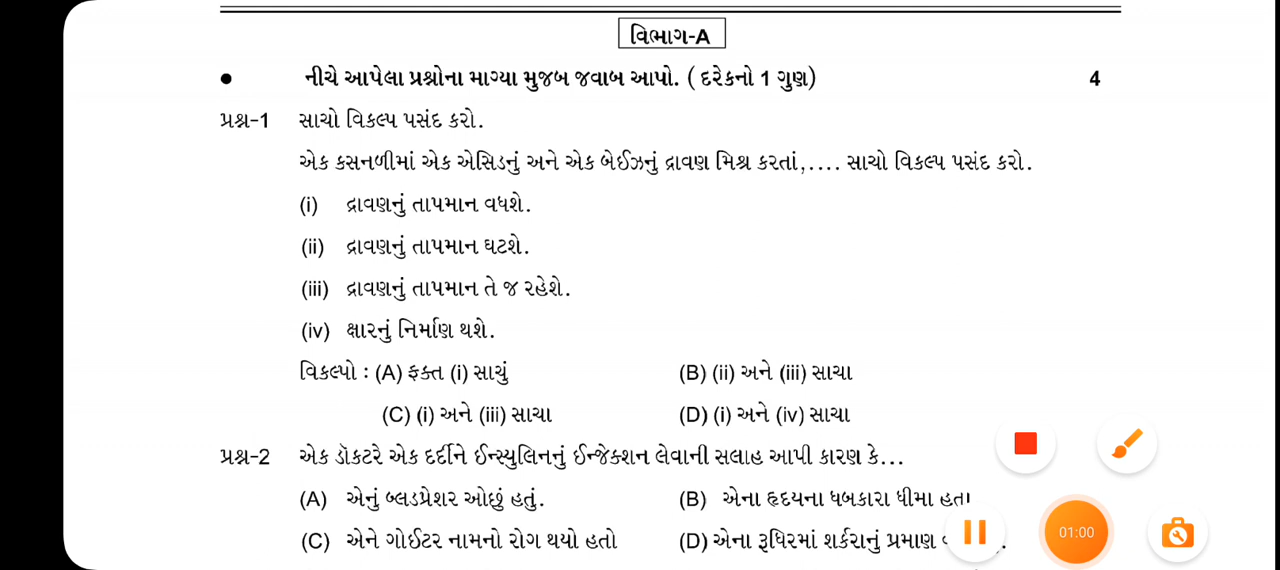 વિભાગ-A
● નીચે આપેલા પ્રશ્નોના માગ્યા મુજબ જવાબ આપો. ( દરેકનો 1 ગુણ) 4
પ્રશ્ન-1 સાચો વિકલ્પ પસંદ કરો.
એક કસનળીમાં એક એસિડનું અને એક બેઈઝનું દ્રાવણ મિશ્ર કરતાં,.... સાચો વિકલ્પ પસંદ કરો.
(i) દ્રાવણનું તાપમાન વધશે.
(ii) દ્રાવણનું તાપમાન ઘટશે.
(iii) દ્રાવણનું તાપમાન તે જ રહેશે.
(iv) ક્ષારનું નિર્માણ થશે.
વિકલ્પો : (A) ફક્ત (i) સાચું (B) (ii) અને (iii) સાચા
(C) (i) અને (iii) સાચા (D) (i) અને (iv) સાચા
પ્રશ્ન-2 એક ડૉકટરે એક દર્દીને ઈન્સ્યુલિનનું ઈન્જેક્શન લેવાની સલાહ આપી કારણ કે...
(A) એનું બ્લડપ્રેશર ઓછું હતું. (B) એના હૃદયના ધબકારા ધીમા હતા
(C) એને ગોઈટર નામનો રોગ થયો હતો (D) એના રૂધિરમાં શર્કરાનું પ્રમાણ
01:00